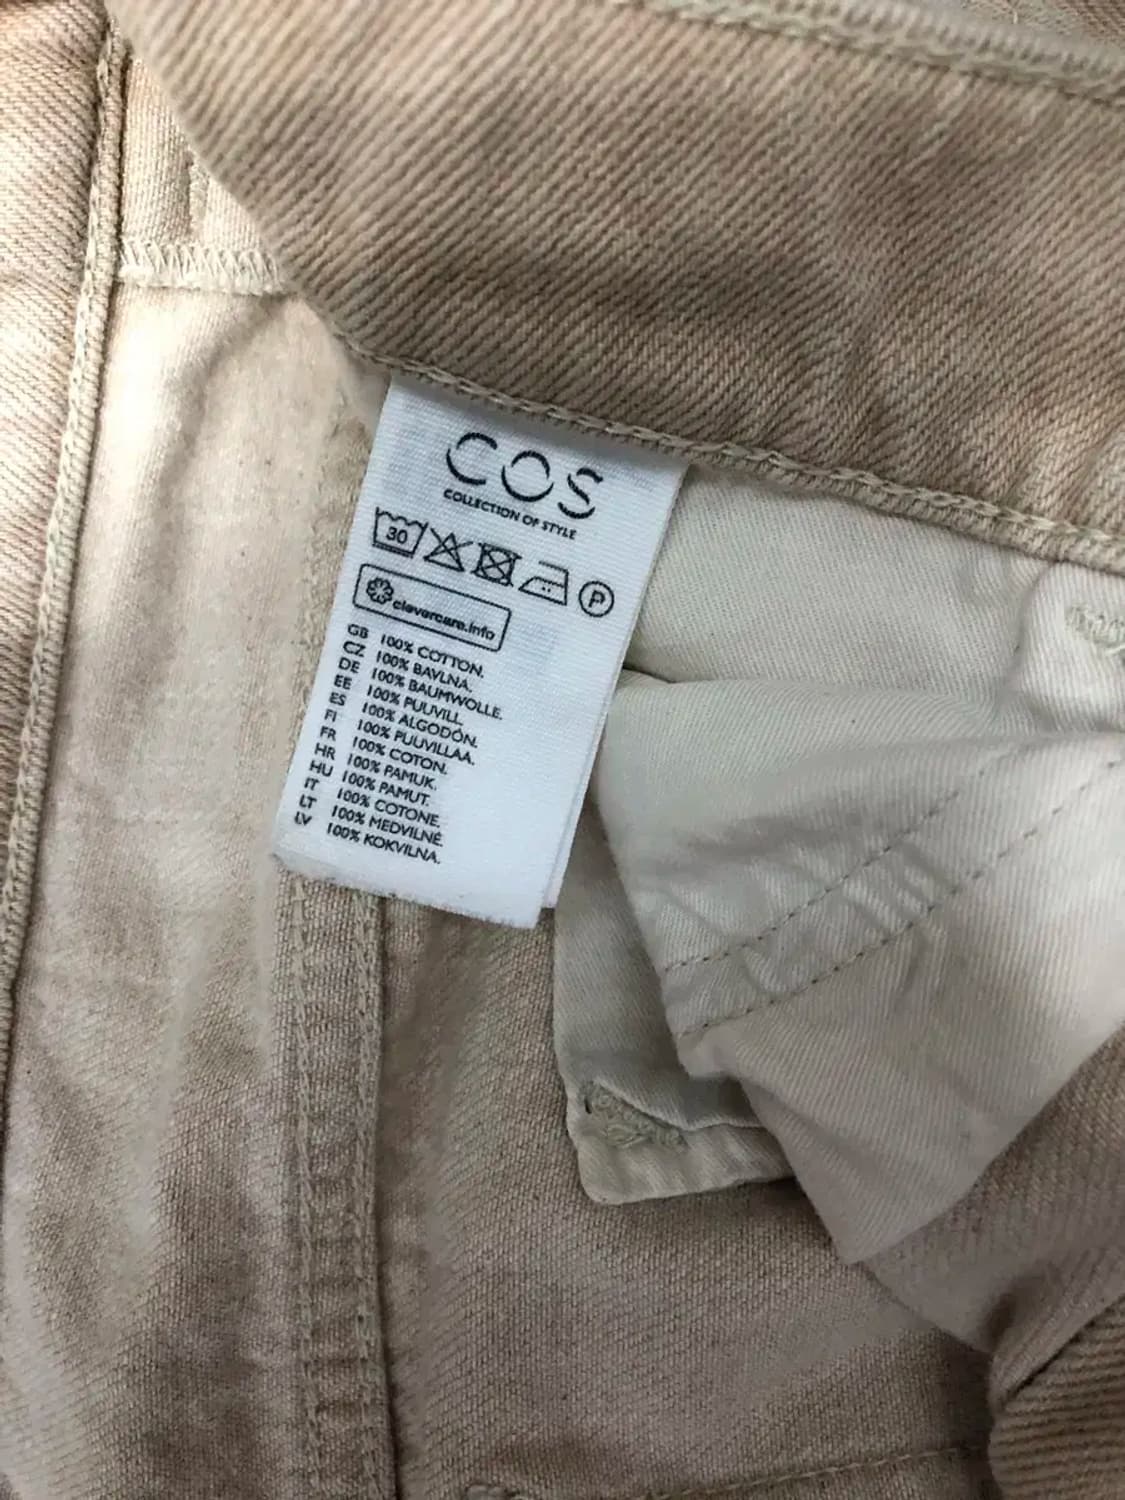 COS
COLLECTION OF STYLE
30 P
clevercare.info
GB 100% COTTON.
CZ 100% BAVLNA.
DE 100% BAUMWOLLE.
EE 100% PUUVILL.
ES 100% ALGODÓN.
FI 100% PUUVILLAA.
FR 100% COTON.
HR 100% PAMUK.
HU 100% PAMUT.
IT 100% COTONE.
LT 100% MEDVILNĖ.
LV 100% KOKVILNA.